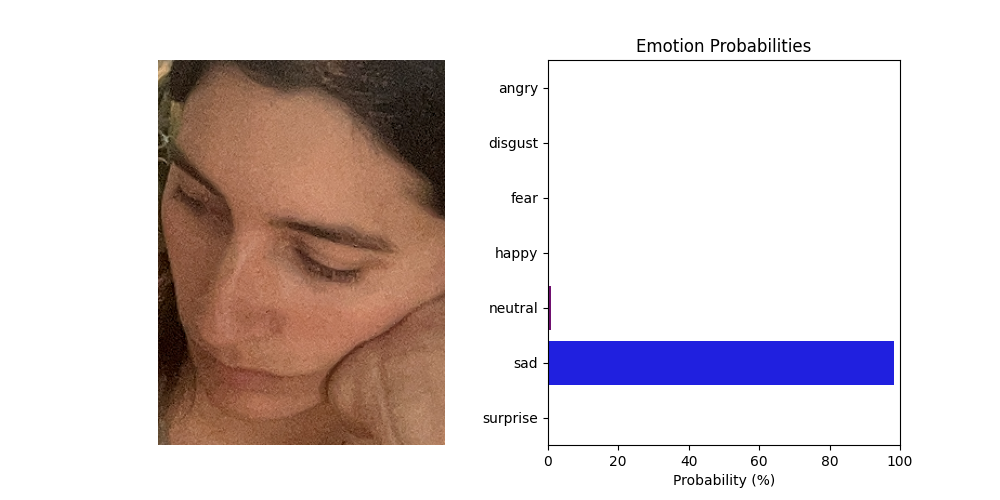 Emotion Probabilities
angry
disgust
fear
happy
neutral
sad
surprise
0 20 40 60 80 100
Probability (%)